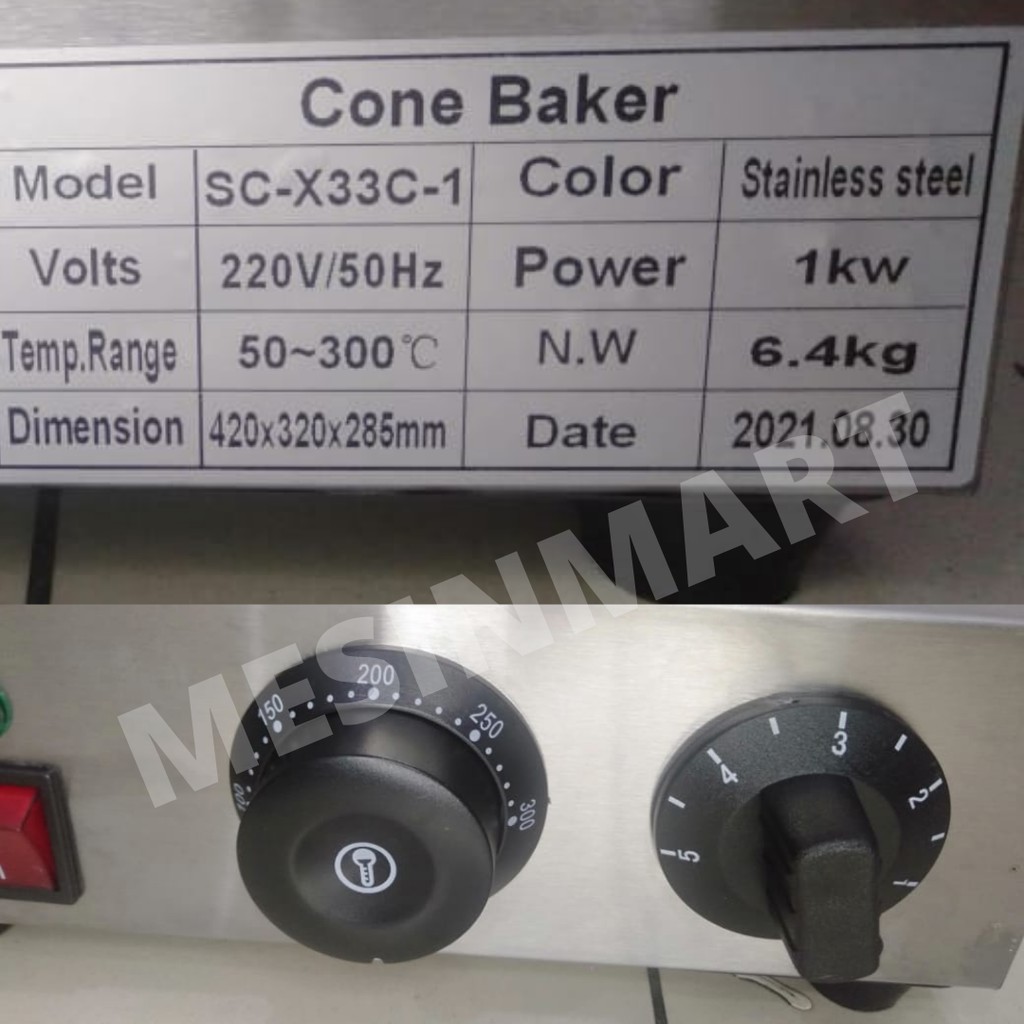 Cone Baker
Model SC-X33C-1 Color Stainless steel
Volts 220V/50Hz Power 1kw
Temp.Range 50~300℃ N.W 6.4kg
Dimension 420x320x285mm Date 2021.08.30
MESINMART
100 150 200 250 300
5 4 3 2 1